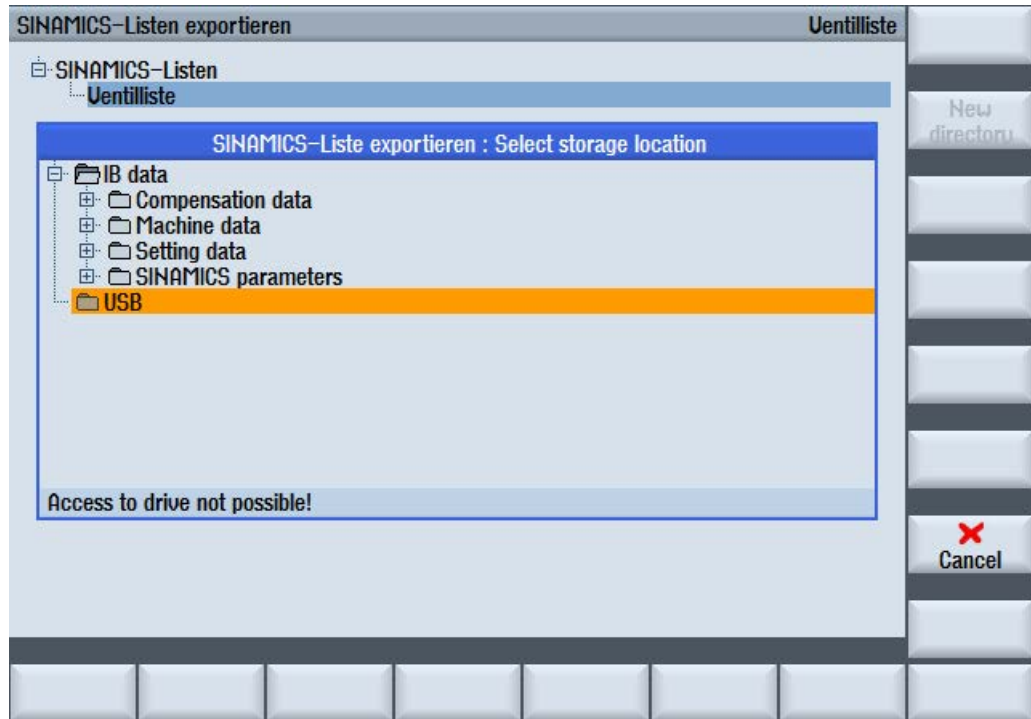 SINAMICS-Listen exportieren Ventilliste
SINAMICS-Listen
Ventilliste
New
directory
SINAMICS-Liste exportieren : Select storage location
IB data
Compensation data
Machine data
Setting data
SINAMICS parameters
USB
Access to drive not possible!
Cancel